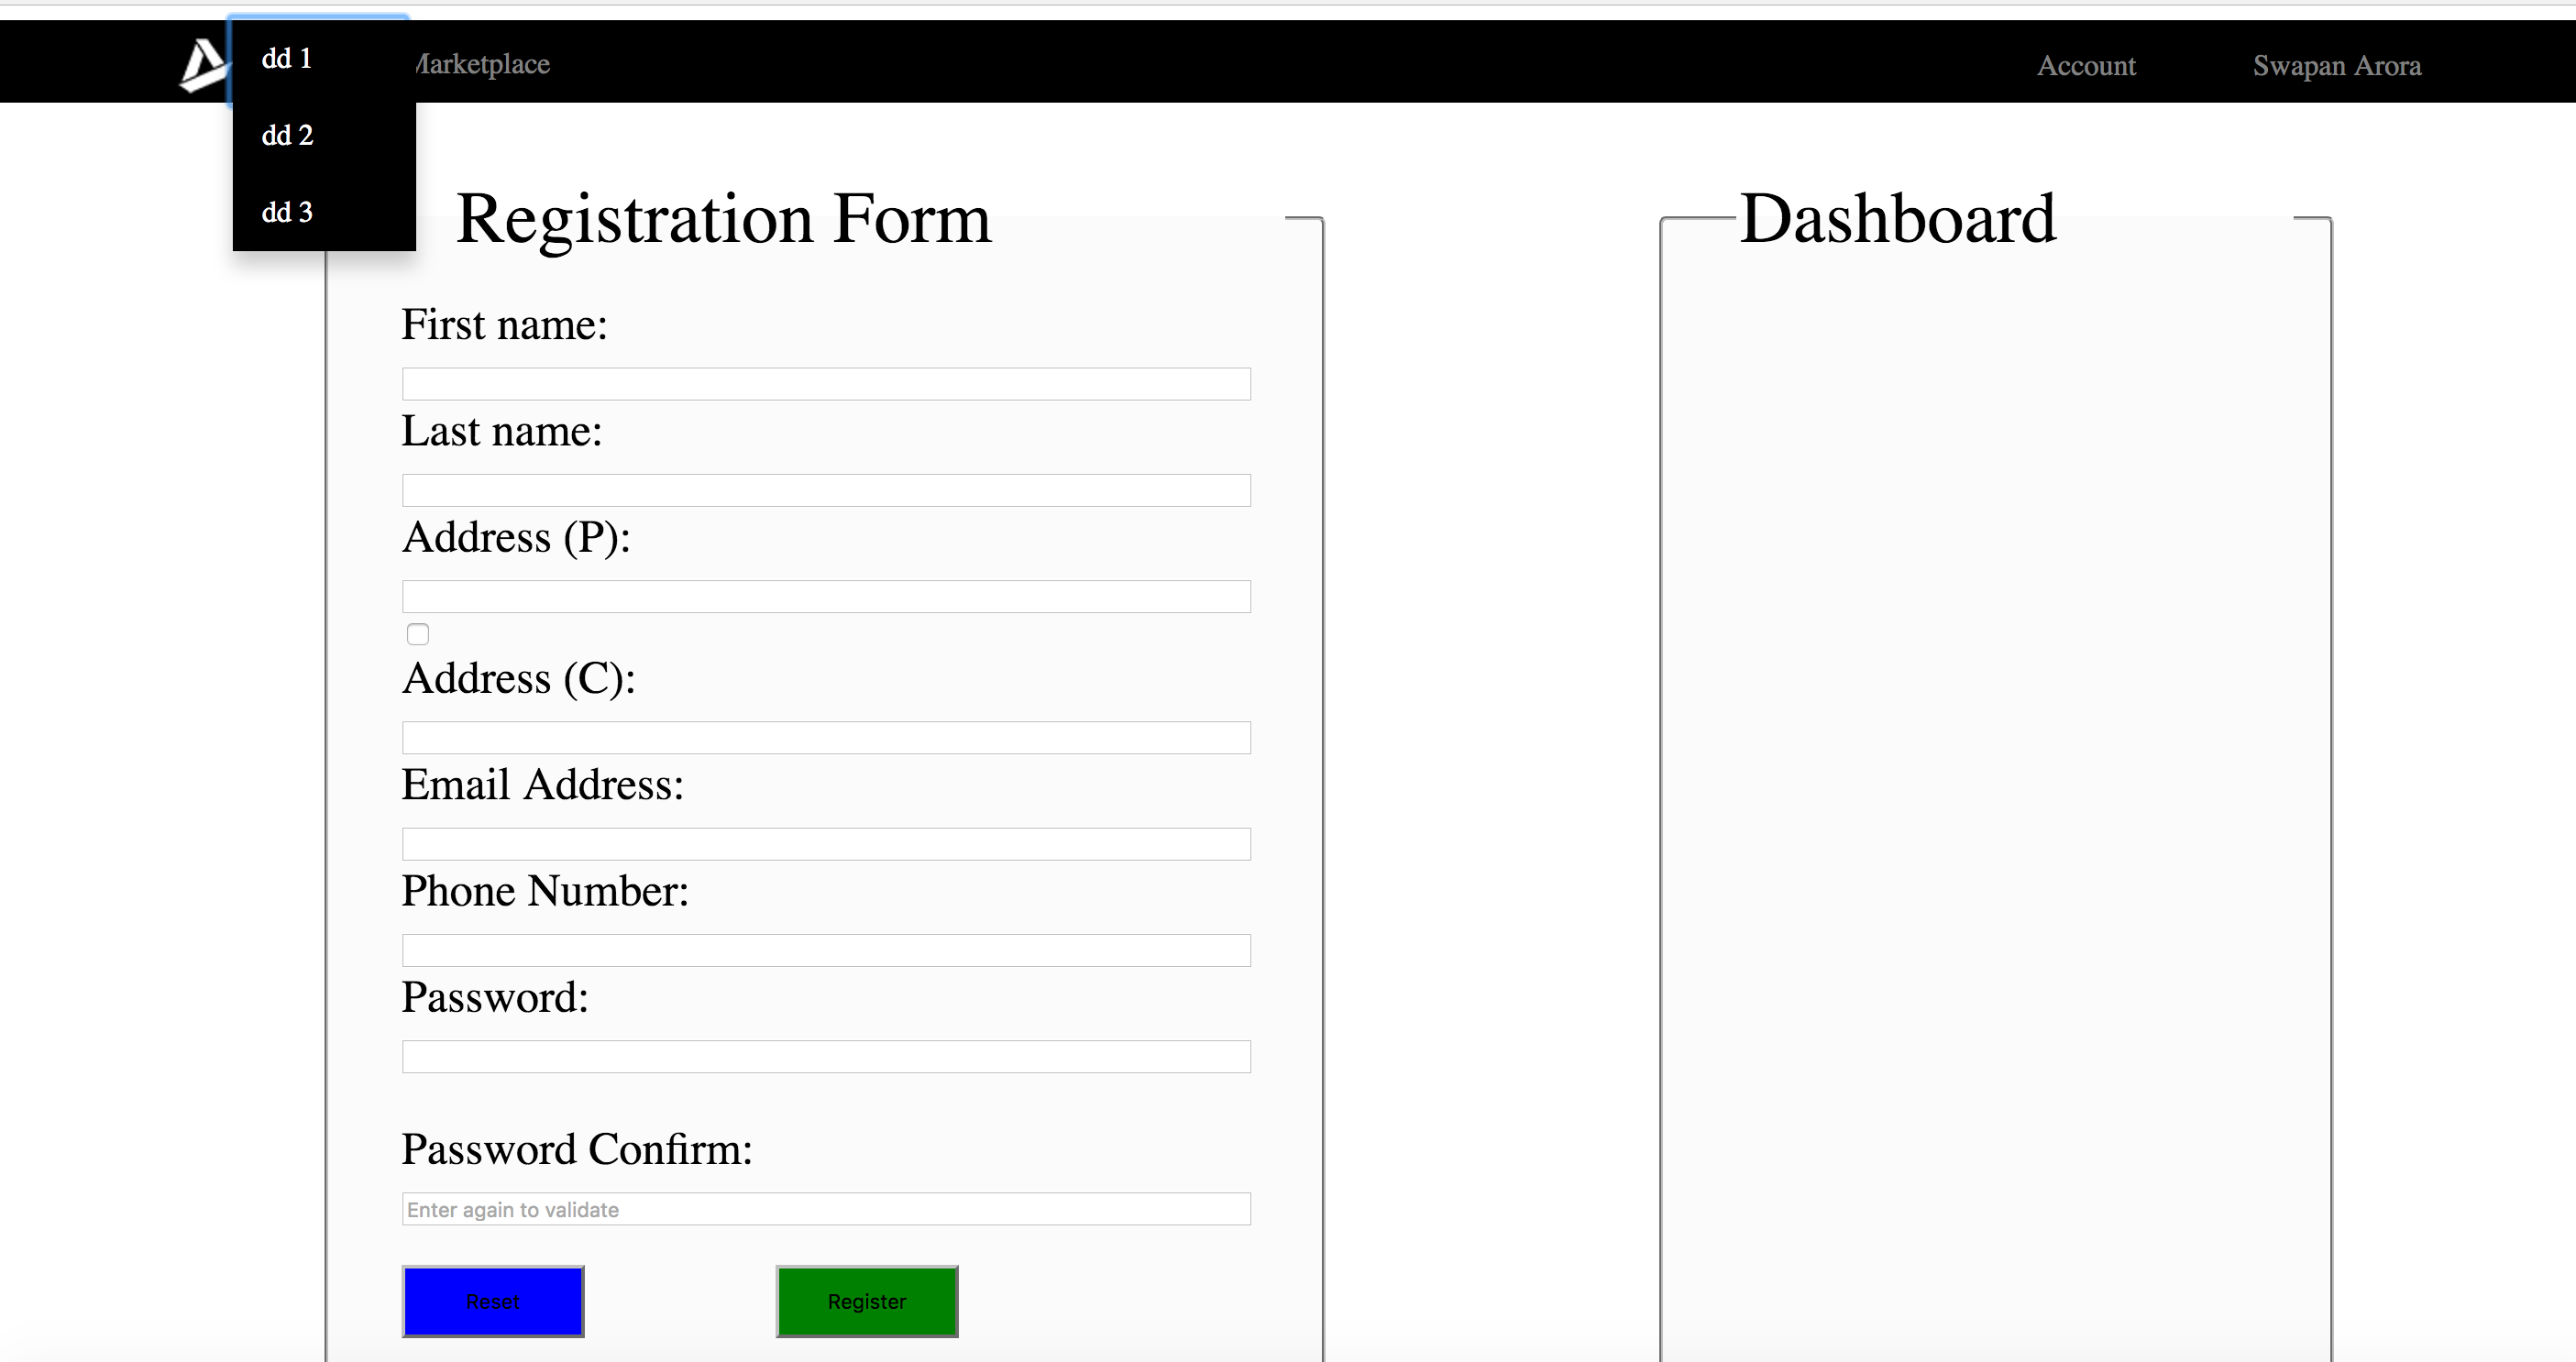 dd 1
Marketplace
Account
Swapan Arora
dd 2
dd 3
Registration Form
Dashboard
First name:
Last name:
Address (P):
Address (C):
Email Address:
Phone Number:
Password:
Password Confirm:
Enter again to validate
Reset
Register